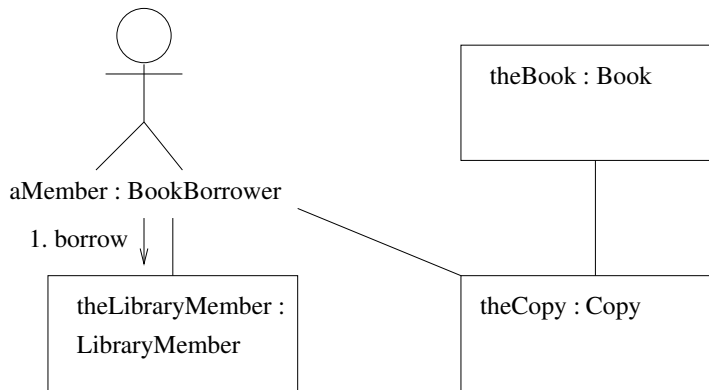 theBook : Book
aMember : BookBorrower
1. borrow
theLibraryMember :
LibraryMember
theCopy : Copy